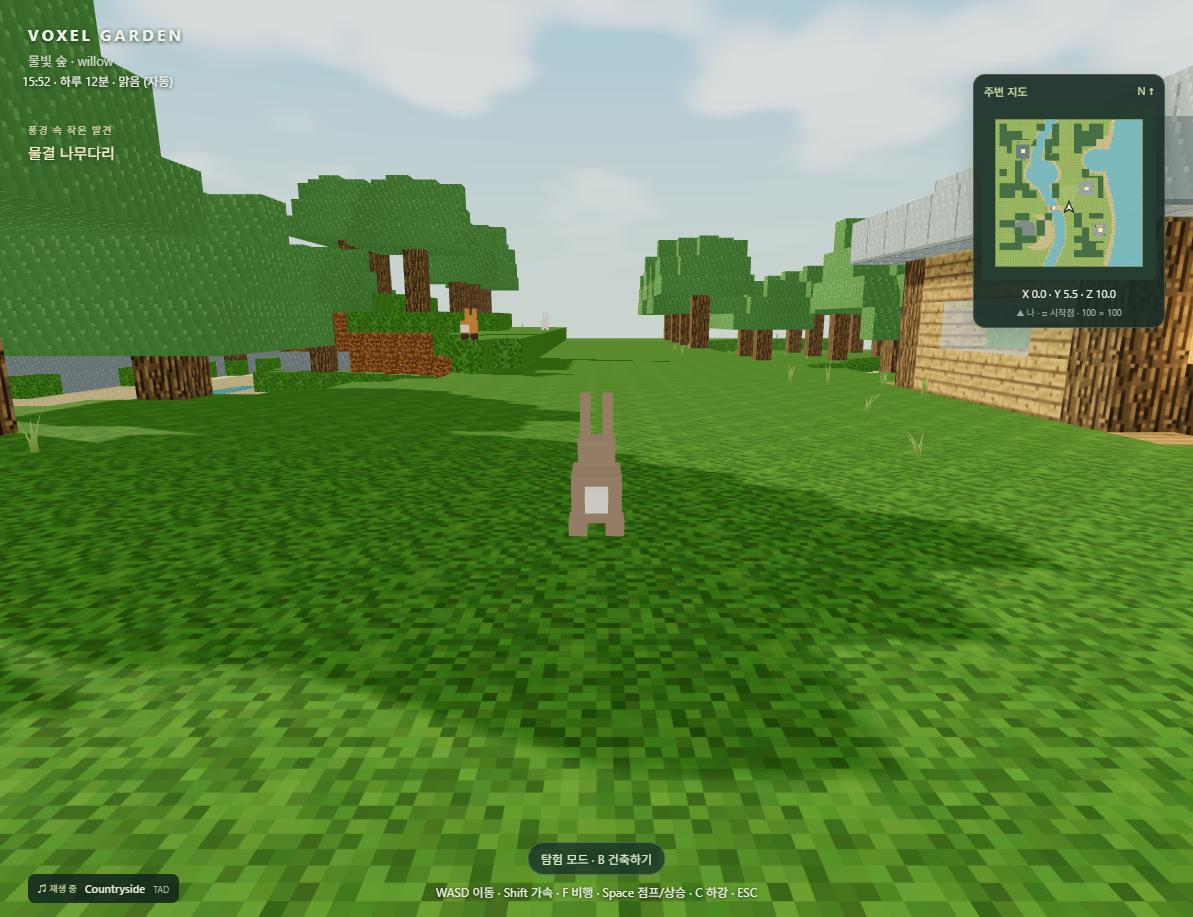 VOXEL GARDEN
물빛 숲 · willow
15:52 · 하루 12분 · 맑음 (자동)
풍경 속 작은 발견
물결 나무다리
주변 지도 N ↑
X 0.0 · Y 5.5 · Z 10.0
▲ 나 · □ 시작점 · 100 × 100
탐험 모드 · B 건축하기
♫ 재생 중 Countryside TAD
WASD 이동 · Shift 가속 · F 비행 · Space 점프/상승 · C 하강 · ESC